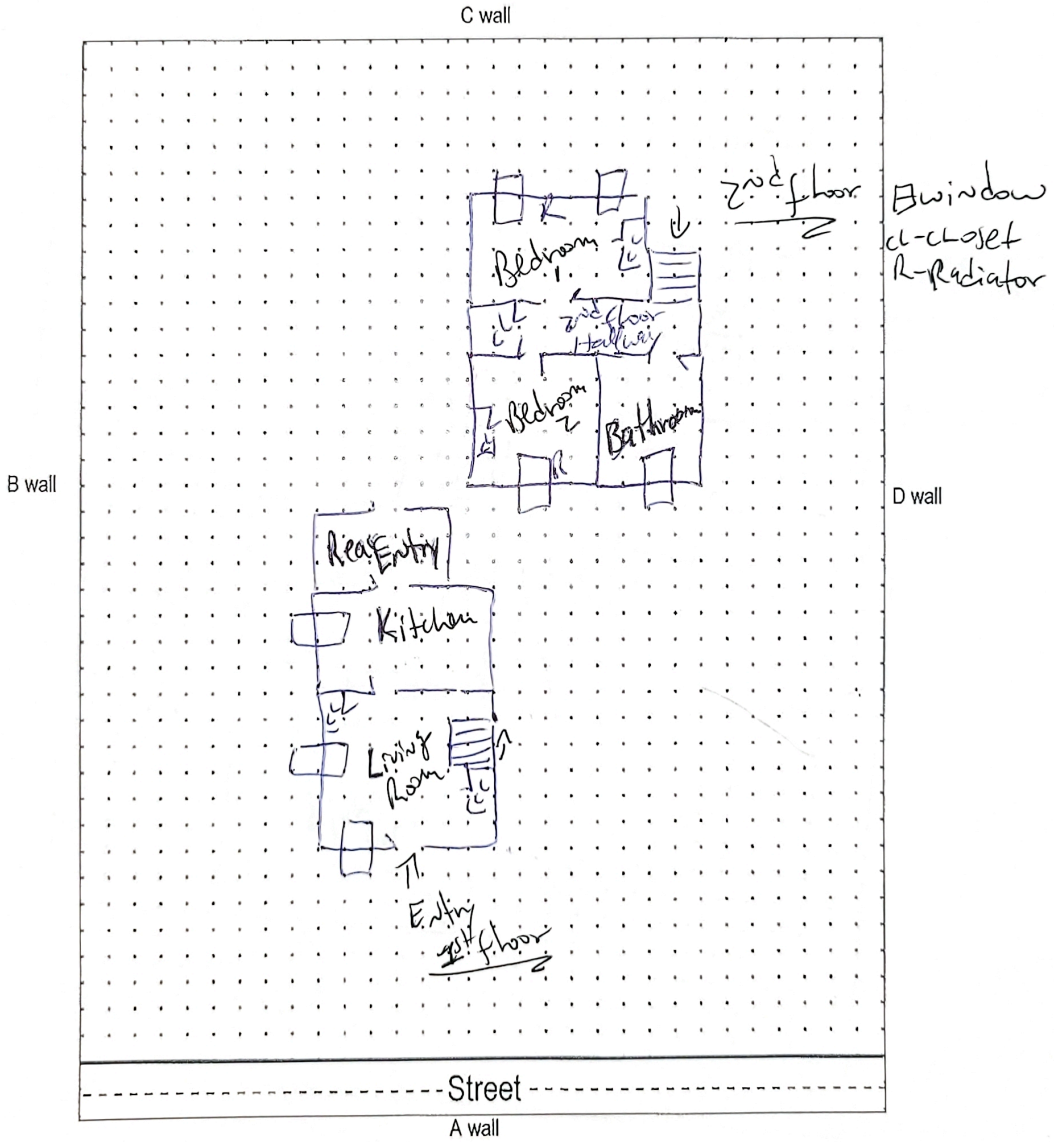 C wall
2nd floor
window
CL-CLoset
R-Radiator
R
Bedroom
1
CL
CL
2nd floor
Hallway
Bedroom
2
CL
R
Bathroom
B wall
D wall
Rear Entry
Kitchen
CL
Living
Room
CL
Entry
1st floor
Street
A wall